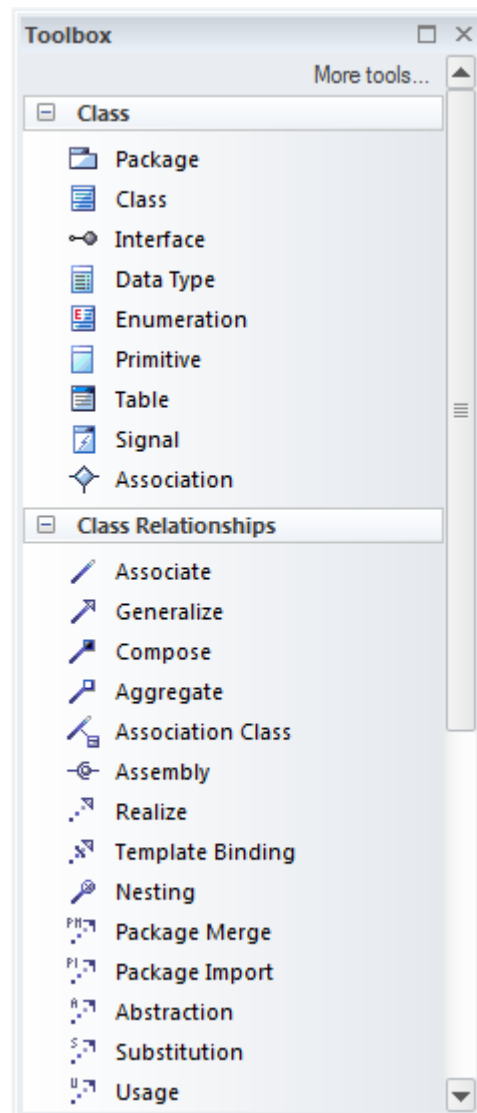 Toolbox
More tools...
Class
Package
Class
Interface
Data Type
Enumeration
Primitive
Table
Signal
Association
Class Relationships
Associate
Generalize
Compose
Aggregate
Association Class
Assembly
Realize
Template Binding
Nesting
Package Merge
Package Import
Abstraction
Substitution
Usage